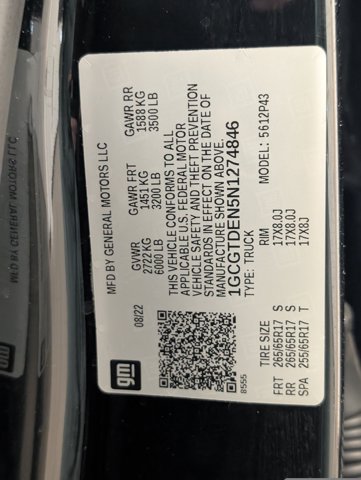 MFD BY GENERAL MOTORS LLC
08/22
GVWR GAWR FRT GAWR RR
2722 KG 1451 KG 1588 KG
6000 LB 3200 LB 3500 LB
THIS VEHICLE CONFORMS TO ALL
APPLICABLE U.S. FEDERAL MOTOR
VEHICLE SAFETY AND THEFT PREVENTION
STANDARDS IN EFFECT ON THE DATE OF
MANUFACTURE SHOWN ABOVE.
1GCGTDEN5N1274846
TYPE: TRUCK MODEL: 5612P43
gm
8555
TIRE SIZE RIM
FRT 265/65R17 S 17X8.0J
RR 265/65R17 S 17X8.0J
SPA 255/65R17 T 17X8J